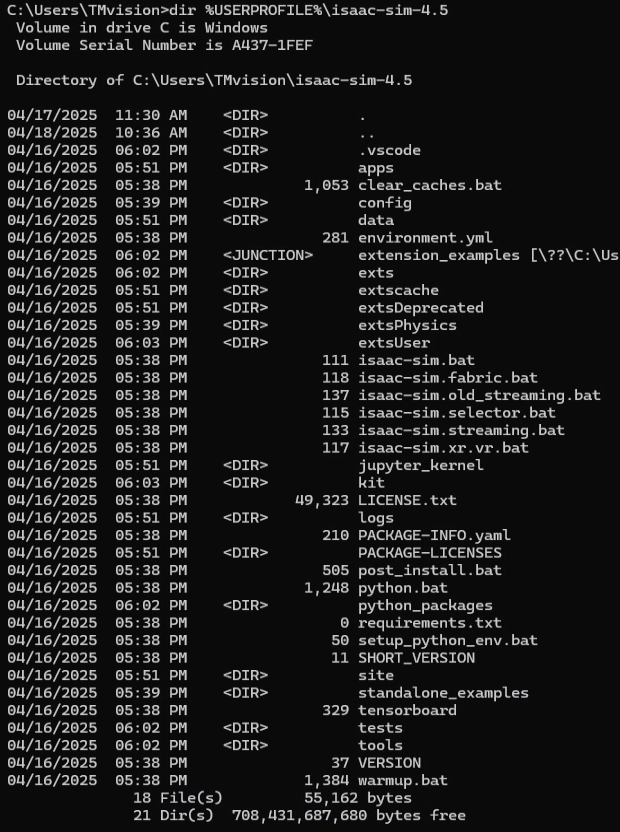 C:\Users\TMvision>dir %USERPROFILE%\isaac-sim-4.5
 Volume in drive C is Windows
 Volume Serial Number is A437-1FEF

 Directory of C:\Users\TMvision\isaac-sim-4.5

04/17/2025  11:30 AM    <DIR>          .
04/18/2025  10:36 AM    <DIR>          ..
04/16/2025  06:02 PM    <DIR>          .vscode
04/16/2025  05:51 PM    <DIR>          apps
04/16/2025  05:38 PM             1,053 clear_caches.bat
04/16/2025  05:39 PM    <DIR>          config
04/16/2025  05:51 PM    <DIR>          data
04/16/2025  05:38 PM               281 environment.yml
04/16/2025  06:02 PM    <JUNCTION>     extension_examples [\??\C:\Us
04/16/2025  06:02 PM    <DIR>          exts
04/16/2025  05:51 PM    <DIR>          extscache
04/16/2025  05:51 PM    <DIR>          extsDeprecated
04/16/2025  05:39 PM    <DIR>          extsPhysics
04/16/2025  06:03 PM    <DIR>          extsUser
04/16/2025  05:38 PM               111 isaac-sim.bat
04/16/2025  05:38 PM               118 isaac-sim.fabric.bat
04/16/2025  05:38 PM               137 isaac-sim.old_streaming.bat
04/16/2025  05:38 PM               115 isaac-sim.selector.bat
04/16/2025  05:38 PM               133 isaac-sim.streaming.bat
04/16/2025  05:38 PM               117 isaac-sim.xr.vr.bat
04/16/2025  05:51 PM    <DIR>          jupyter_kernel
04/16/2025  06:03 PM    <DIR>          kit
04/16/2025  05:38 PM            49,323 LICENSE.txt
04/16/2025  05:51 PM    <DIR>          logs
04/16/2025  05:38 PM               210 PACKAGE-INFO.yaml
04/16/2025  05:51 PM    <DIR>          PACKAGE-LICENSES
04/16/2025  05:38 PM               505 post_install.bat
04/16/2025  05:38 PM             1,248 python.bat
04/16/2025  06:02 PM    <DIR>          python_packages
04/16/2025  05:38 PM                 0 requirements.txt
04/16/2025  05:38 PM                50 setup_python_env.bat
04/16/2025  05:38 PM                11 SHORT_VERSION
04/16/2025  05:51 PM    <DIR>          site
04/16/2025  05:39 PM    <DIR>          standalone_examples
04/16/2025  05:38 PM               329 tensorboard
04/16/2025  06:02 PM    <DIR>          tests
04/16/2025  06:02 PM    <DIR>          tools
04/16/2025  05:38 PM                37 VERSION
04/16/2025  05:38 PM             1,384 warmup.bat
              18 File(s)         55,162 bytes
              21 Dir(s)  708,431,687,680 bytes free